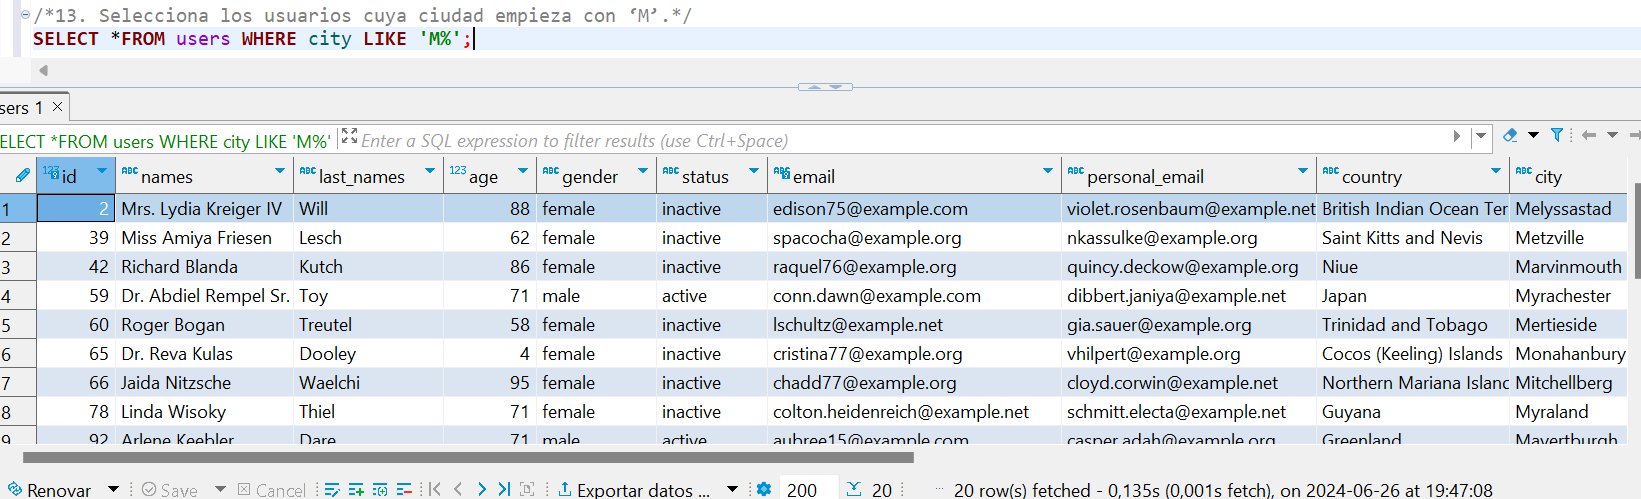 /*13. Selecciona los usuarios cuya ciudad empieza con ‘M’.*/
SELECT *FROM users WHERE city LIKE 'M%';
sers 1
ELECT *FROM users WHERE city LIKE 'M%' Enter a SQL expression to filter results (use Ctrl+Space)
123 id ABC names ABC last_names 123 age ABC gender ABC status ABC email ABC personal_email ABC country ABC city
1 2 Mrs. Lydia Kreiger IV Will 88 female inactive edison75@example.com violet.rosenbaum@example.net British Indian Ocean Ter Melyssastad
2 39 Miss Amiya Friesen Lesch 62 female inactive spacocha@example.org nkassulke@example.org Saint Kitts and Nevis Metzville
3 42 Richard Blanda Kutch 86 female inactive raquel76@example.org quincy.deckow@example.org Niue Marvinmouth
4 59 Dr. Abdiel Rempel Sr. Toy 71 male active conn.dawn@example.com dibbert.janiya@example.net Japan Myrachester
5 60 Roger Bogan Treutel 58 female inactive lschultz@example.net gia.sauer@example.org Trinidad and Tobago Mertieside
6 65 Dr. Reva Kulas Dooley 4 female inactive cristina77@example.org vhilpert@example.org Cocos (Keeling) Islands Monahanbury
7 66 Jaida Nitzsche Waelchi 95 female inactive chadd77@example.org cloyd.corwin@example.net Northern Mariana Islanc Mitchellberg
8 78 Linda Wisoky Thiel 71 female inactive colton.heidenreich@example.net schmitt.electa@example.net Guyana Myraland
9 92 Arlene Keebler Dare 71 male active aubree15@example.com casper.adah@example.org Greenland Mayertburgh
Renovar Save Cancel Exportar datos ... 200 20 20 row(s) fetched - 0,135s (0,001s fetch), on 2024-06-26 at 19:47:08